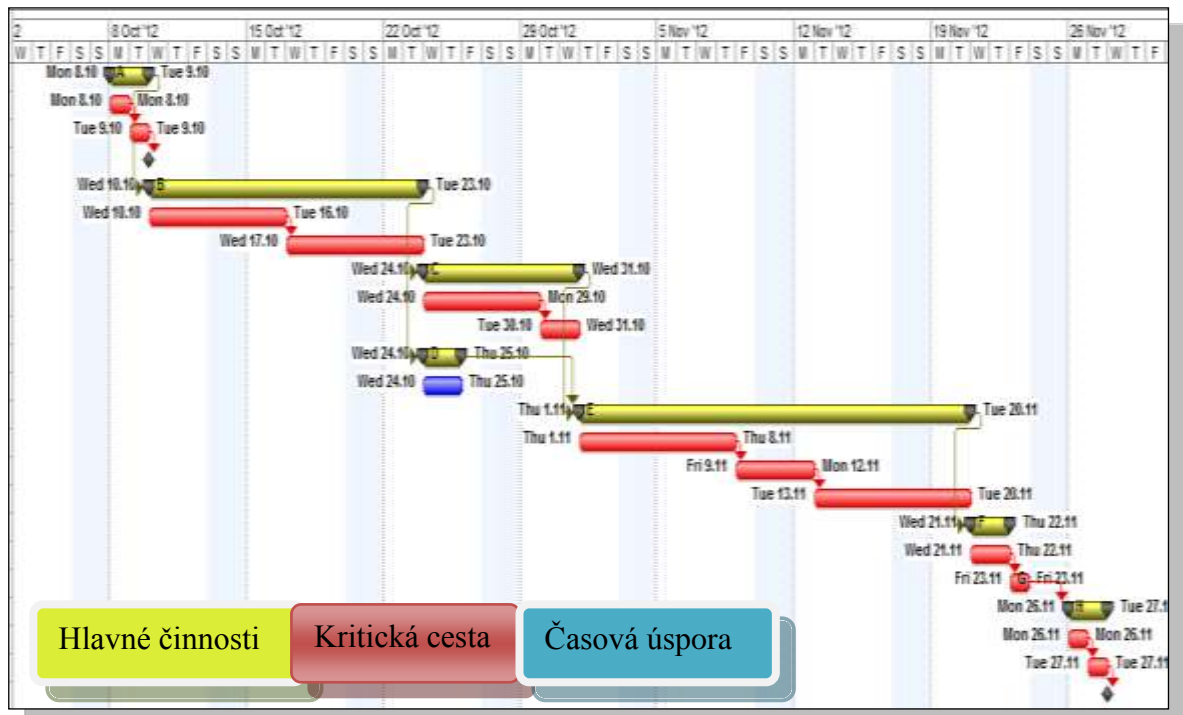 2 8 Oct '12 15 Oct '12 22 Oct '12 29 Oct '12 5 Nov '12 12 Nov '12 19 Nov '12 26 Nov '12
W T F S S M T W T F S S M T W T F S S M T W T F S S M T W T F S S M T W T F S S M T W T F S S M T W T F S S M T W T F
Mon 8.10 A Tue 9.10
Mon 8.10 Mon 8.10
Tue 9.10 Tue 9.10
Wed 10.10 B Tue 23.10
Wed 10.10 Tue 16.10
Wed 17.10 Tue 23.10
Wed 24.10 C Wed 31.10
Wed 24.10 Mon 29.10
Tue 30.10 Wed 31.10
Wed 24.10 D Thu 25.10
Wed 24.10 Thu 25.10
Thu 1.11 E Tue 20.11
Thu 1.11 Thu 8.11
Fri 9.11 Mon 12.11
Tue 13.11 Tue 20.11
Wed 21.11 F Thu 22.11
Wed 21.11 Thu 22.11
Fri 23.11 G Fri 23.11
Mon 26.11 H Tue 27.1
Mon 26.11 Mon 26.11
Tue 27.11 Tue 27.11
Hlavné činnosti Kritická cesta Časová úspora